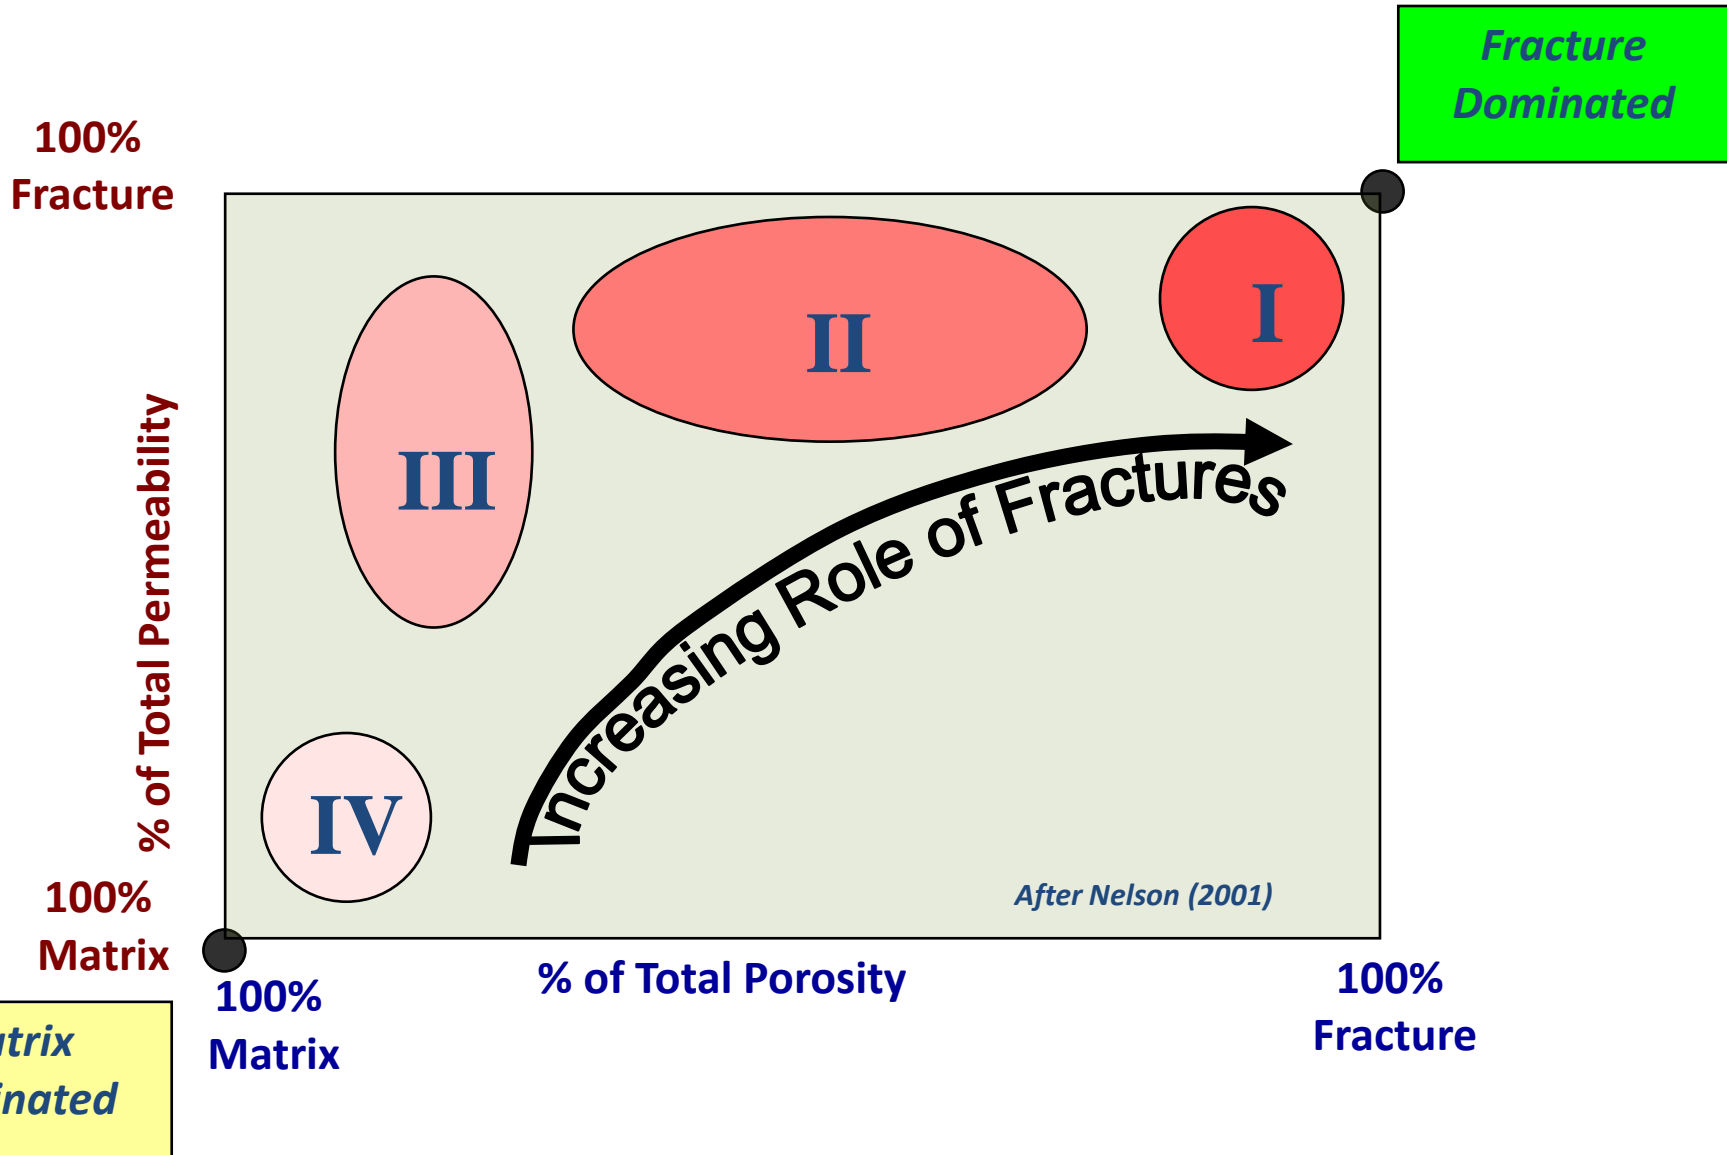 Fracture
Dominated
100%
Fracture
I
II
III
% of Total Permeability
Increasing Role of Fractures
IV
After Nelson (2001)
100%
Matrix
100%
Matrix
% of Total Porosity
100%
Fracture
trix
inated